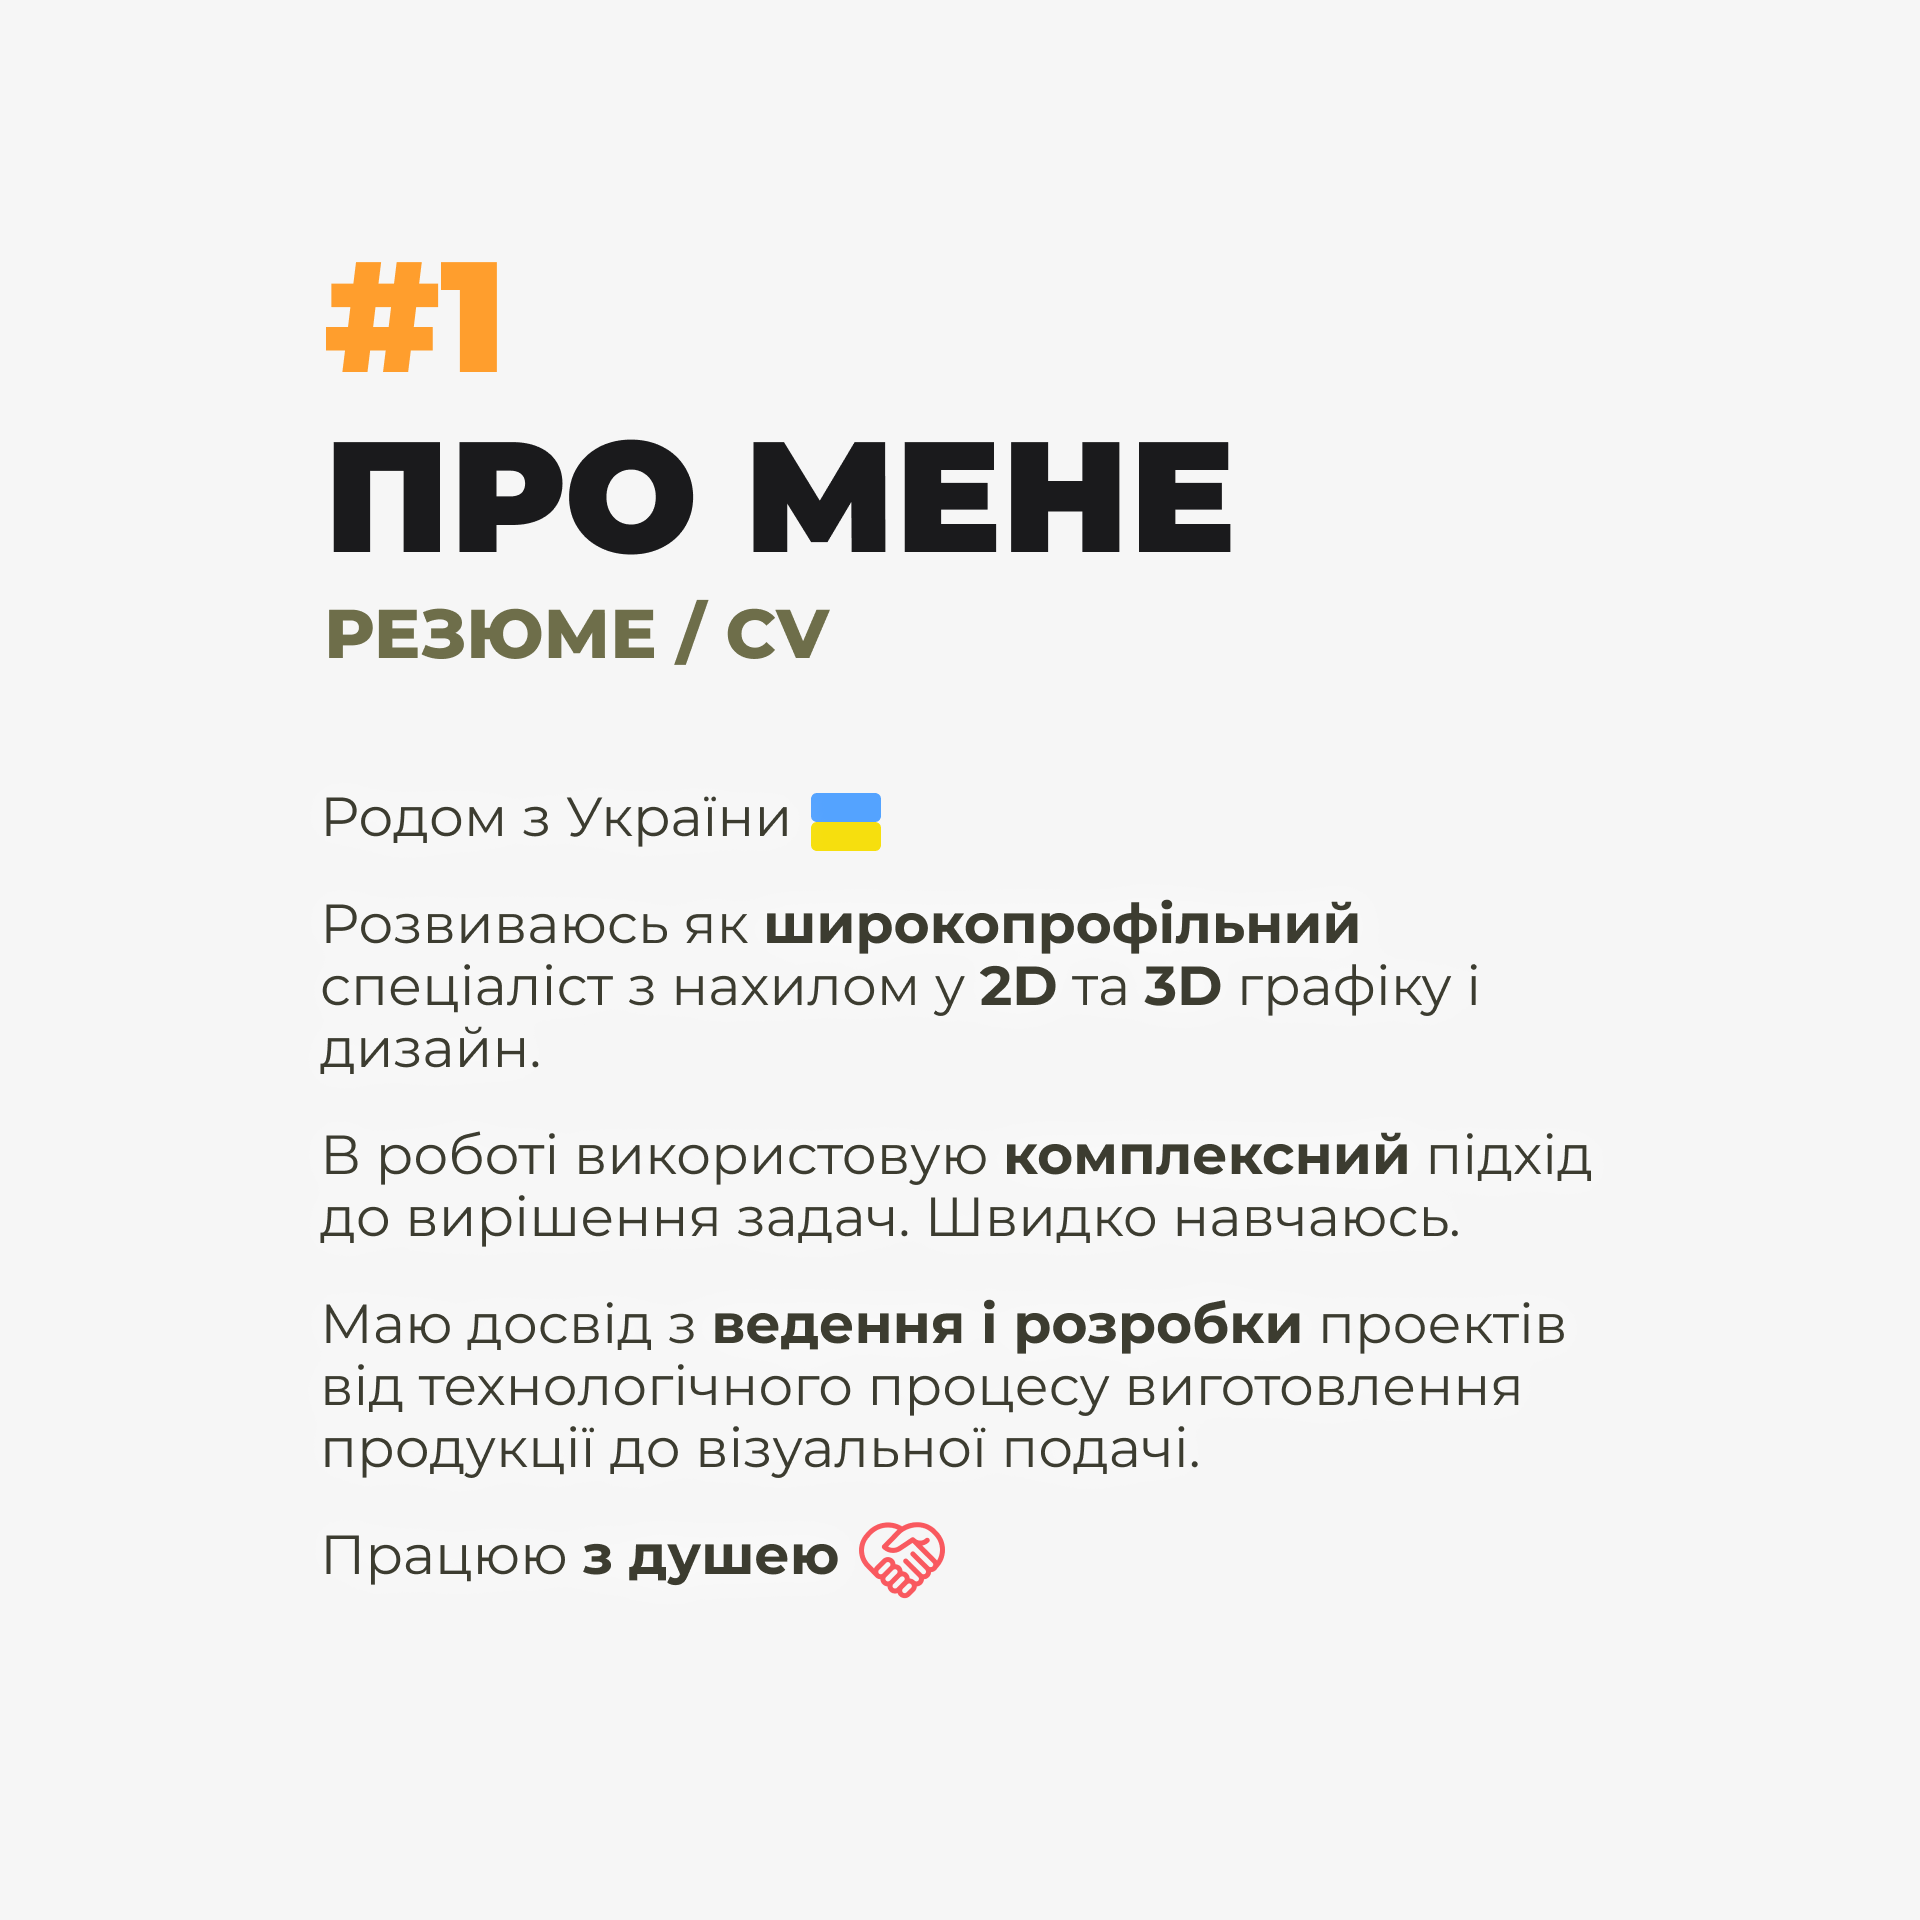 #1
ПРО МЕНЕ
РЕЗЮМЕ / CV
Родом з України
Розвиваюсь як широкопрофільний
спеціаліст з нахилом у 2D та 3D графіку і
дизайн.
В роботі використовую комплексний підхід
до вирішення задач. Швидко навчаюсь.
Маю досвід з ведення і розробки проектів
від технологічного процесу виготовлення
продукції до візуальної подачі.
Працюю з душею